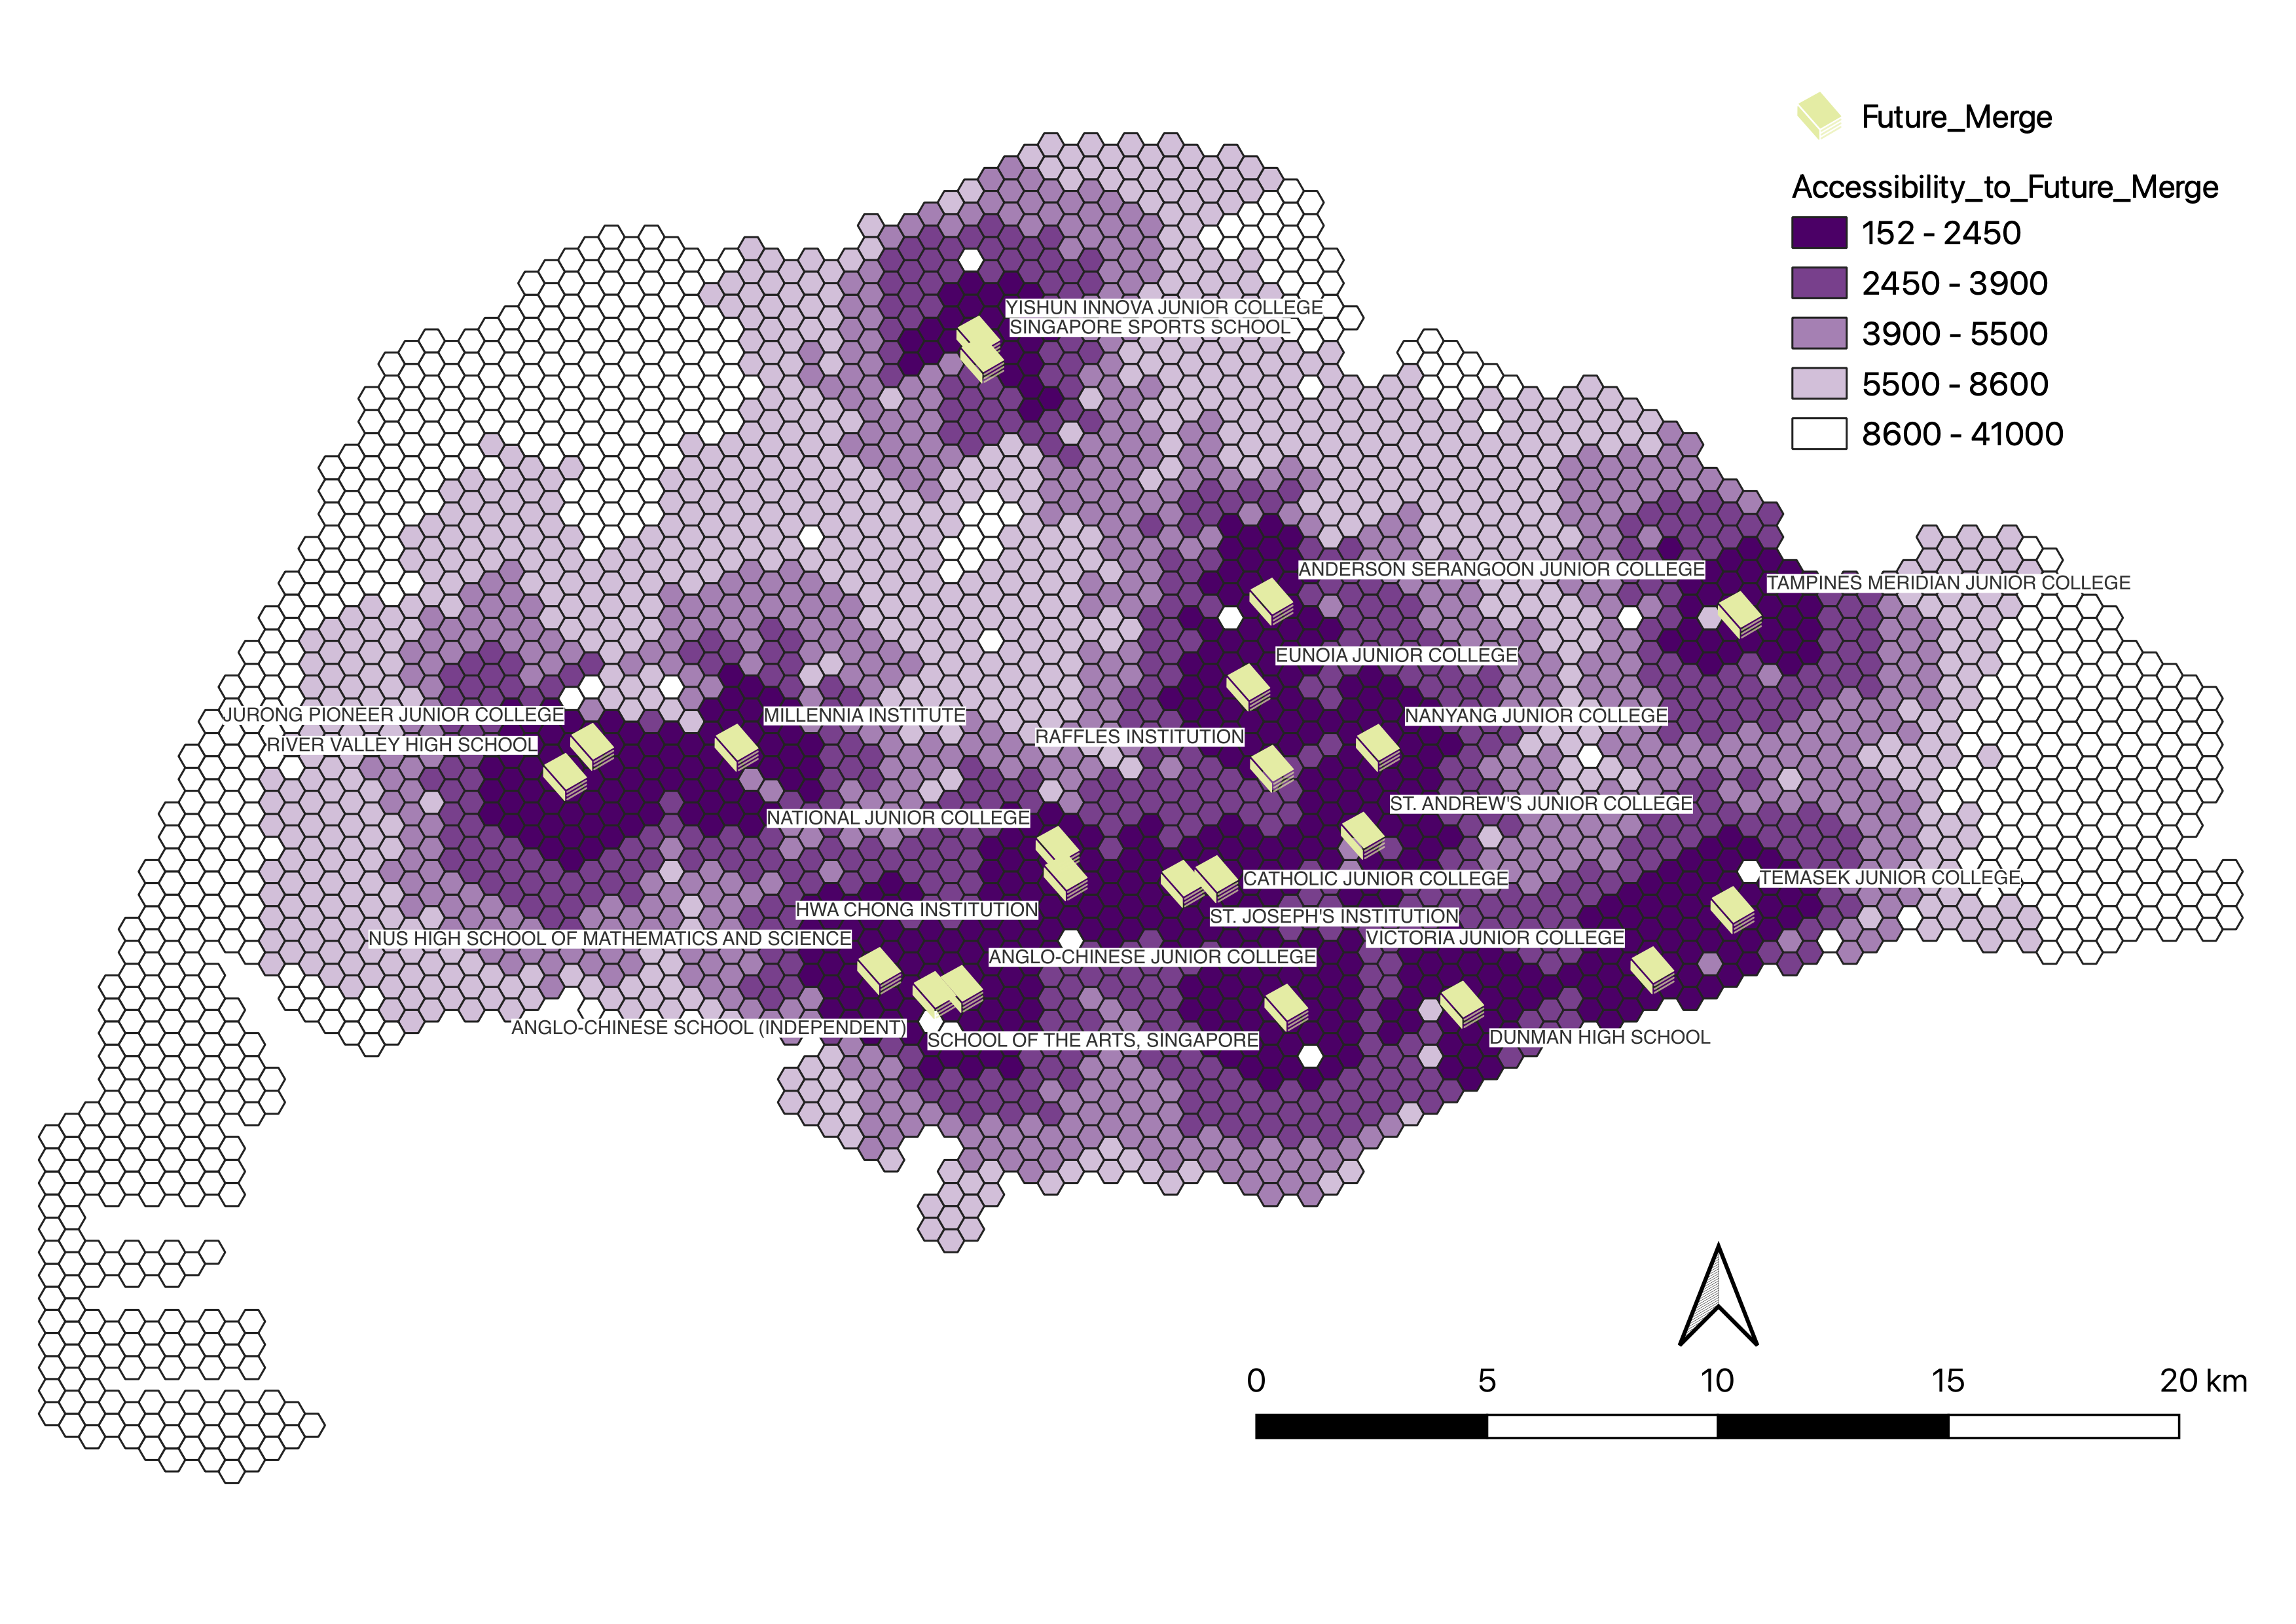 Future_Merge
Accessibility_to_Future_Merge
152 - 2450
2450 - 3900
3900 - 5500
5500 - 8600
8600 - 41000
YISHUN INNOVA JUNIOR COLLEGE
SINGAPORE SPORTS SCHOOL
ANDERSON SERANGOON JUNIOR COLLEGE
TAMPINES MERIDIAN JUNIOR COLLEGE
EUNOIA JUNIOR COLLEGE
JURONG PIONEER JUNIOR COLLEGE
MILLENNIA INSTITUTE
NANYANG JUNIOR COLLEGE
RAFFLES INSTITUTION
RIVER VALLEY HIGH SCHOOL
ST. ANDREW'S JUNIOR COLLEGE
NATIONAL JUNIOR COLLEGE
CATHOLIC JUNIOR COLLEGE
TEMASEK JUNIOR COLLEGE
HWA CHONG INSTITUTION
ST. JOSEPH'S INSTITUTION
NUS HIGH SCHOOL OF MATHEMATICS AND SCIENCE
VICTORIA JUNIOR COLLEGE
ANGLO-CHINESE JUNIOR COLLEGE
ANGLO-CHINESE SCHOOL (INDEPENDENT)
SCHOOL OF THE ARTS, SINGAPORE
DUNMAN HIGH SCHOOL
0 5 10 15 20 km